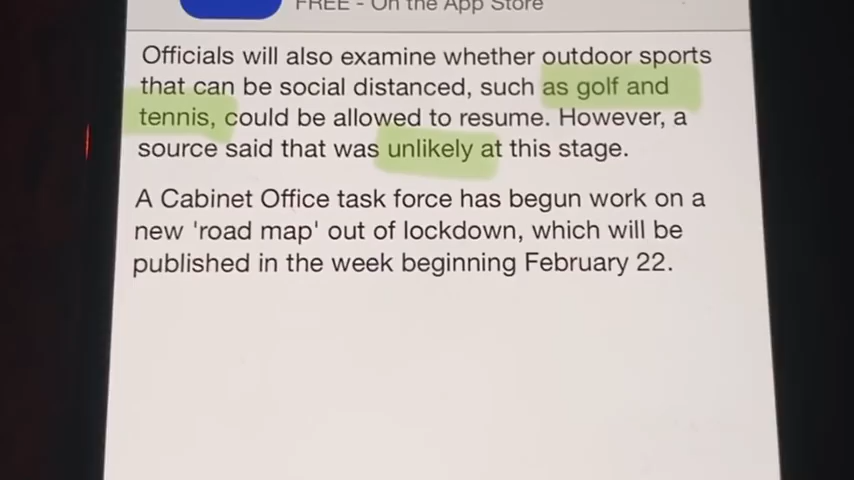 FREE - On the App Store
Officials will also examine whether outdoor sports
that can be social distanced, such as golf and
tennis, could be allowed to resume. However, a
source said that was unlikely at this stage.
A Cabinet Office task force has begun work on a
new 'road map' out of lockdown, which will be
published in the week beginning February 22.